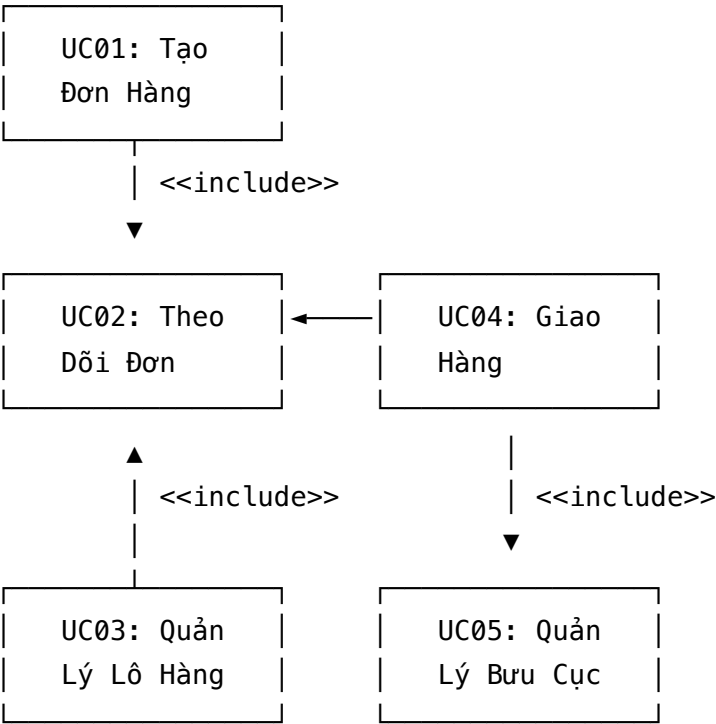 UC01: Tạo
Đơn Hàng
<<include>>
UC02: Theo
Dõi Đơn
UC04: Giao
Hàng
<<include>>
<<include>>
UC03: Quản
Lý Lô Hàng
UC05: Quản
Lý Bưu Cục